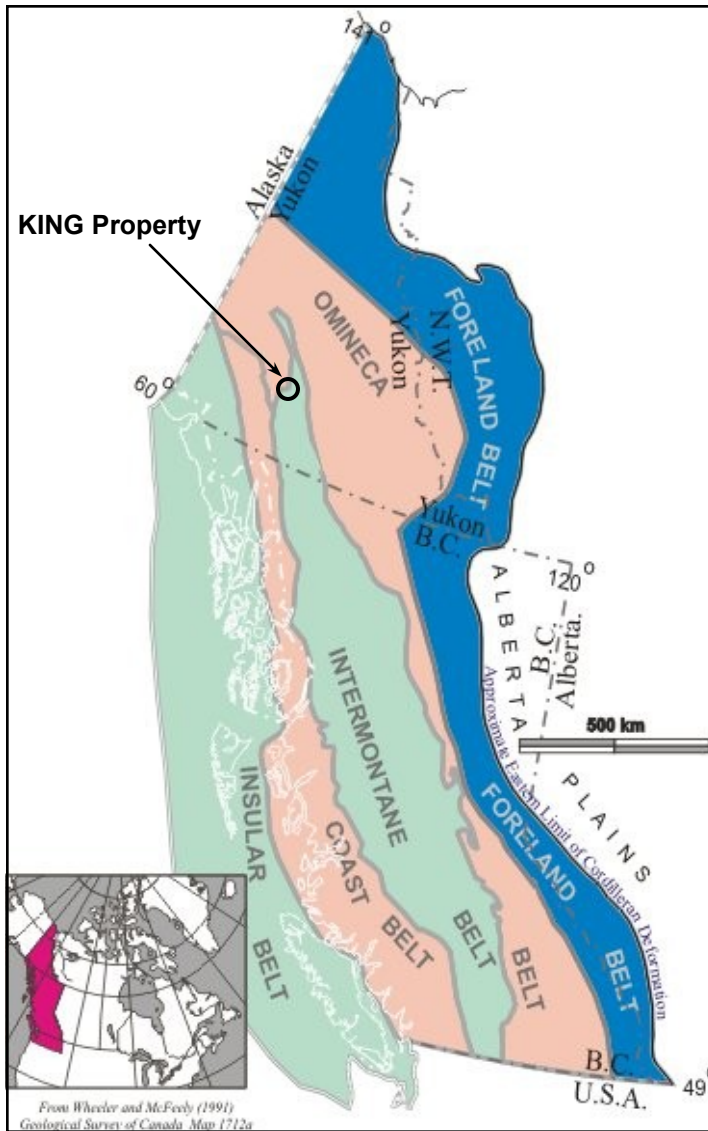 141°
Alaska
Yukon
KING Property
OMINECA
N.W.T.
Yukon
FORELAND BELT
60°
Yukon
B.C.
120°
ALBERTA PLAINS
B.C.
Alberta.
Approximate Eastern Limit of Cordilleran Deformation
500 km
INTERMONTANE
BELT
INSULAR
BELT
COAST
BELT
FORELAND
BELT
BELT
B.C.
U.S.A.
49°
From Wheeler and McFeely (1991)
Geological Survey of Canada Map 1712a